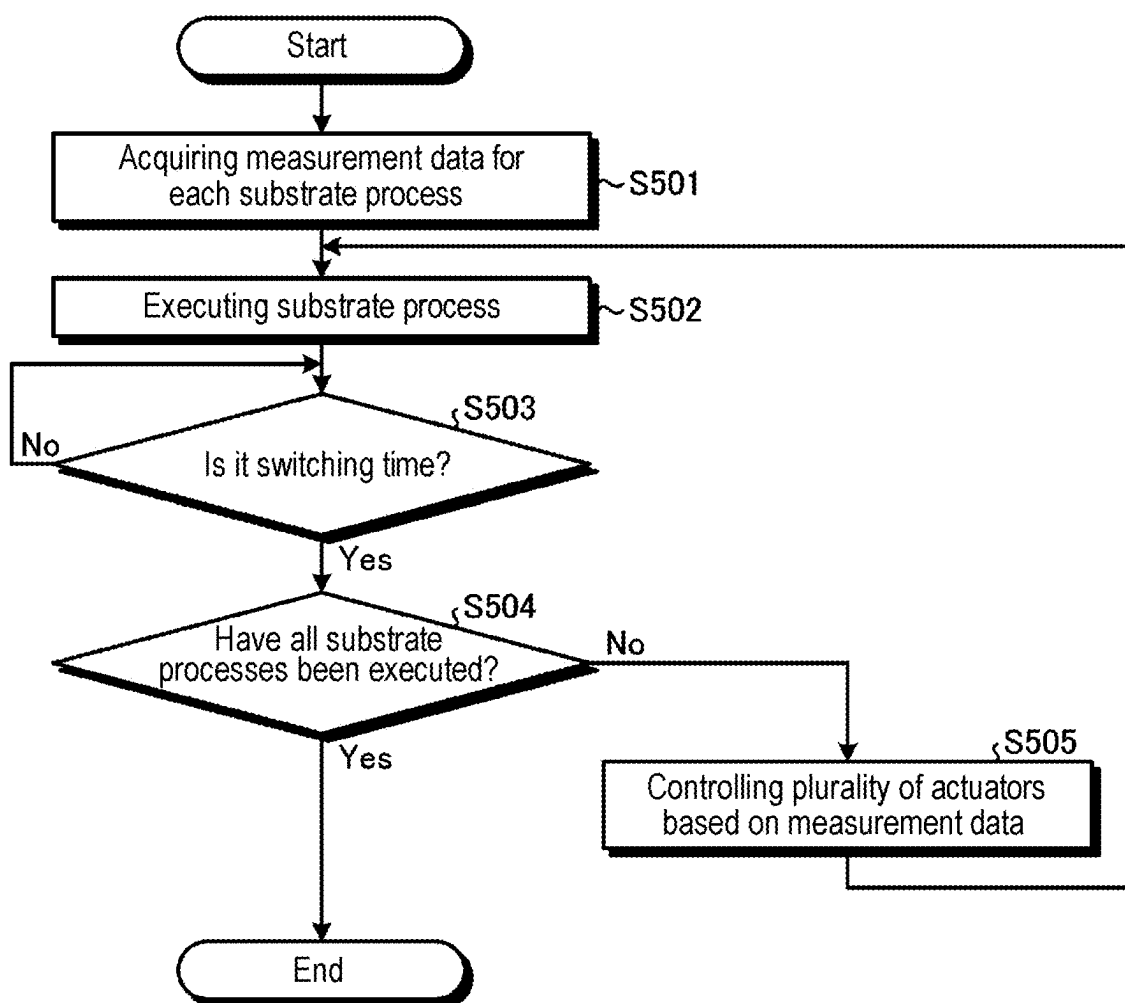 Start
Acquiring measurement data for
each substrate process
S501
Executing substrate process
S502
S503
Is it switching time?
No
Yes
S504
Have all substrate
processes been executed?
No
Yes
S505
Controlling plurality of actuators
based on measurement data
End